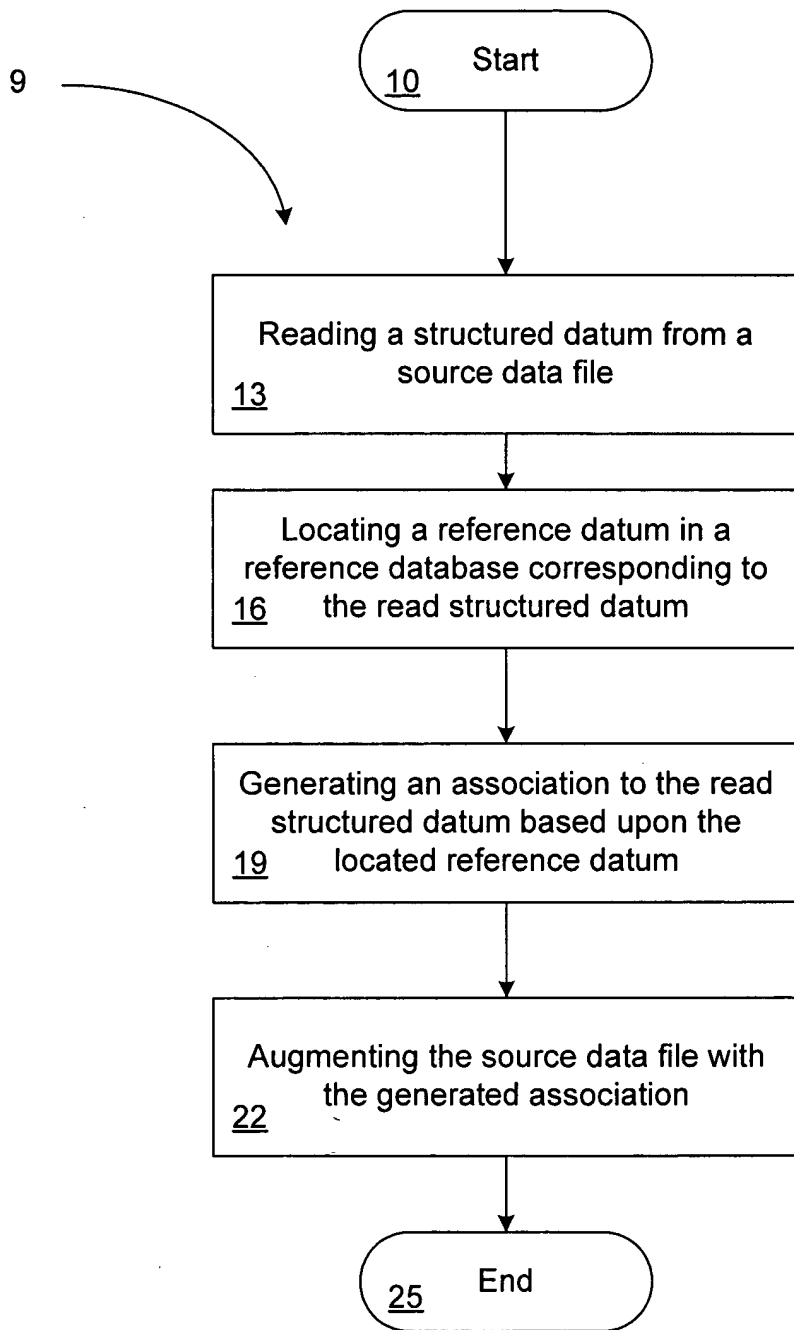 Start
10
9
Reading a structured datum from a
source data file
13
Locating a reference datum in a
reference database corresponding to
the read structured datum
16
Generating an association to the read
structured datum based upon the
located reference datum
19
Augmenting the source data file with
the generated association
22
End
25